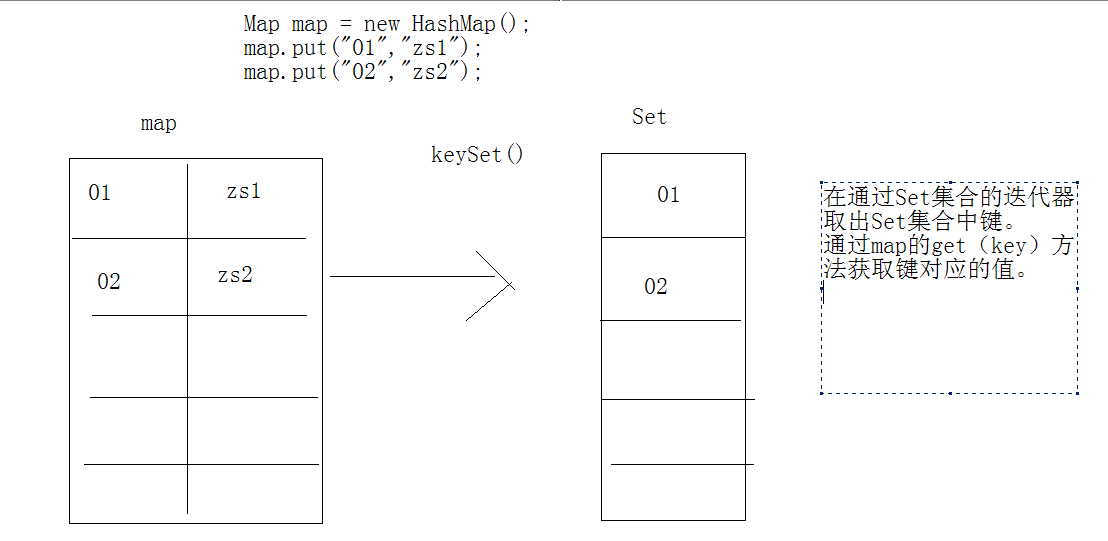 Map map = new HashMap();
map.put("01","zs1");
map.put("02","zs2");
map
Set
keySet()
01
zs1
02
zs2
01
02
在通过Set集合的迭代器
取出Set集合中键。
通过map的get（key）方
法获取键对应的值。